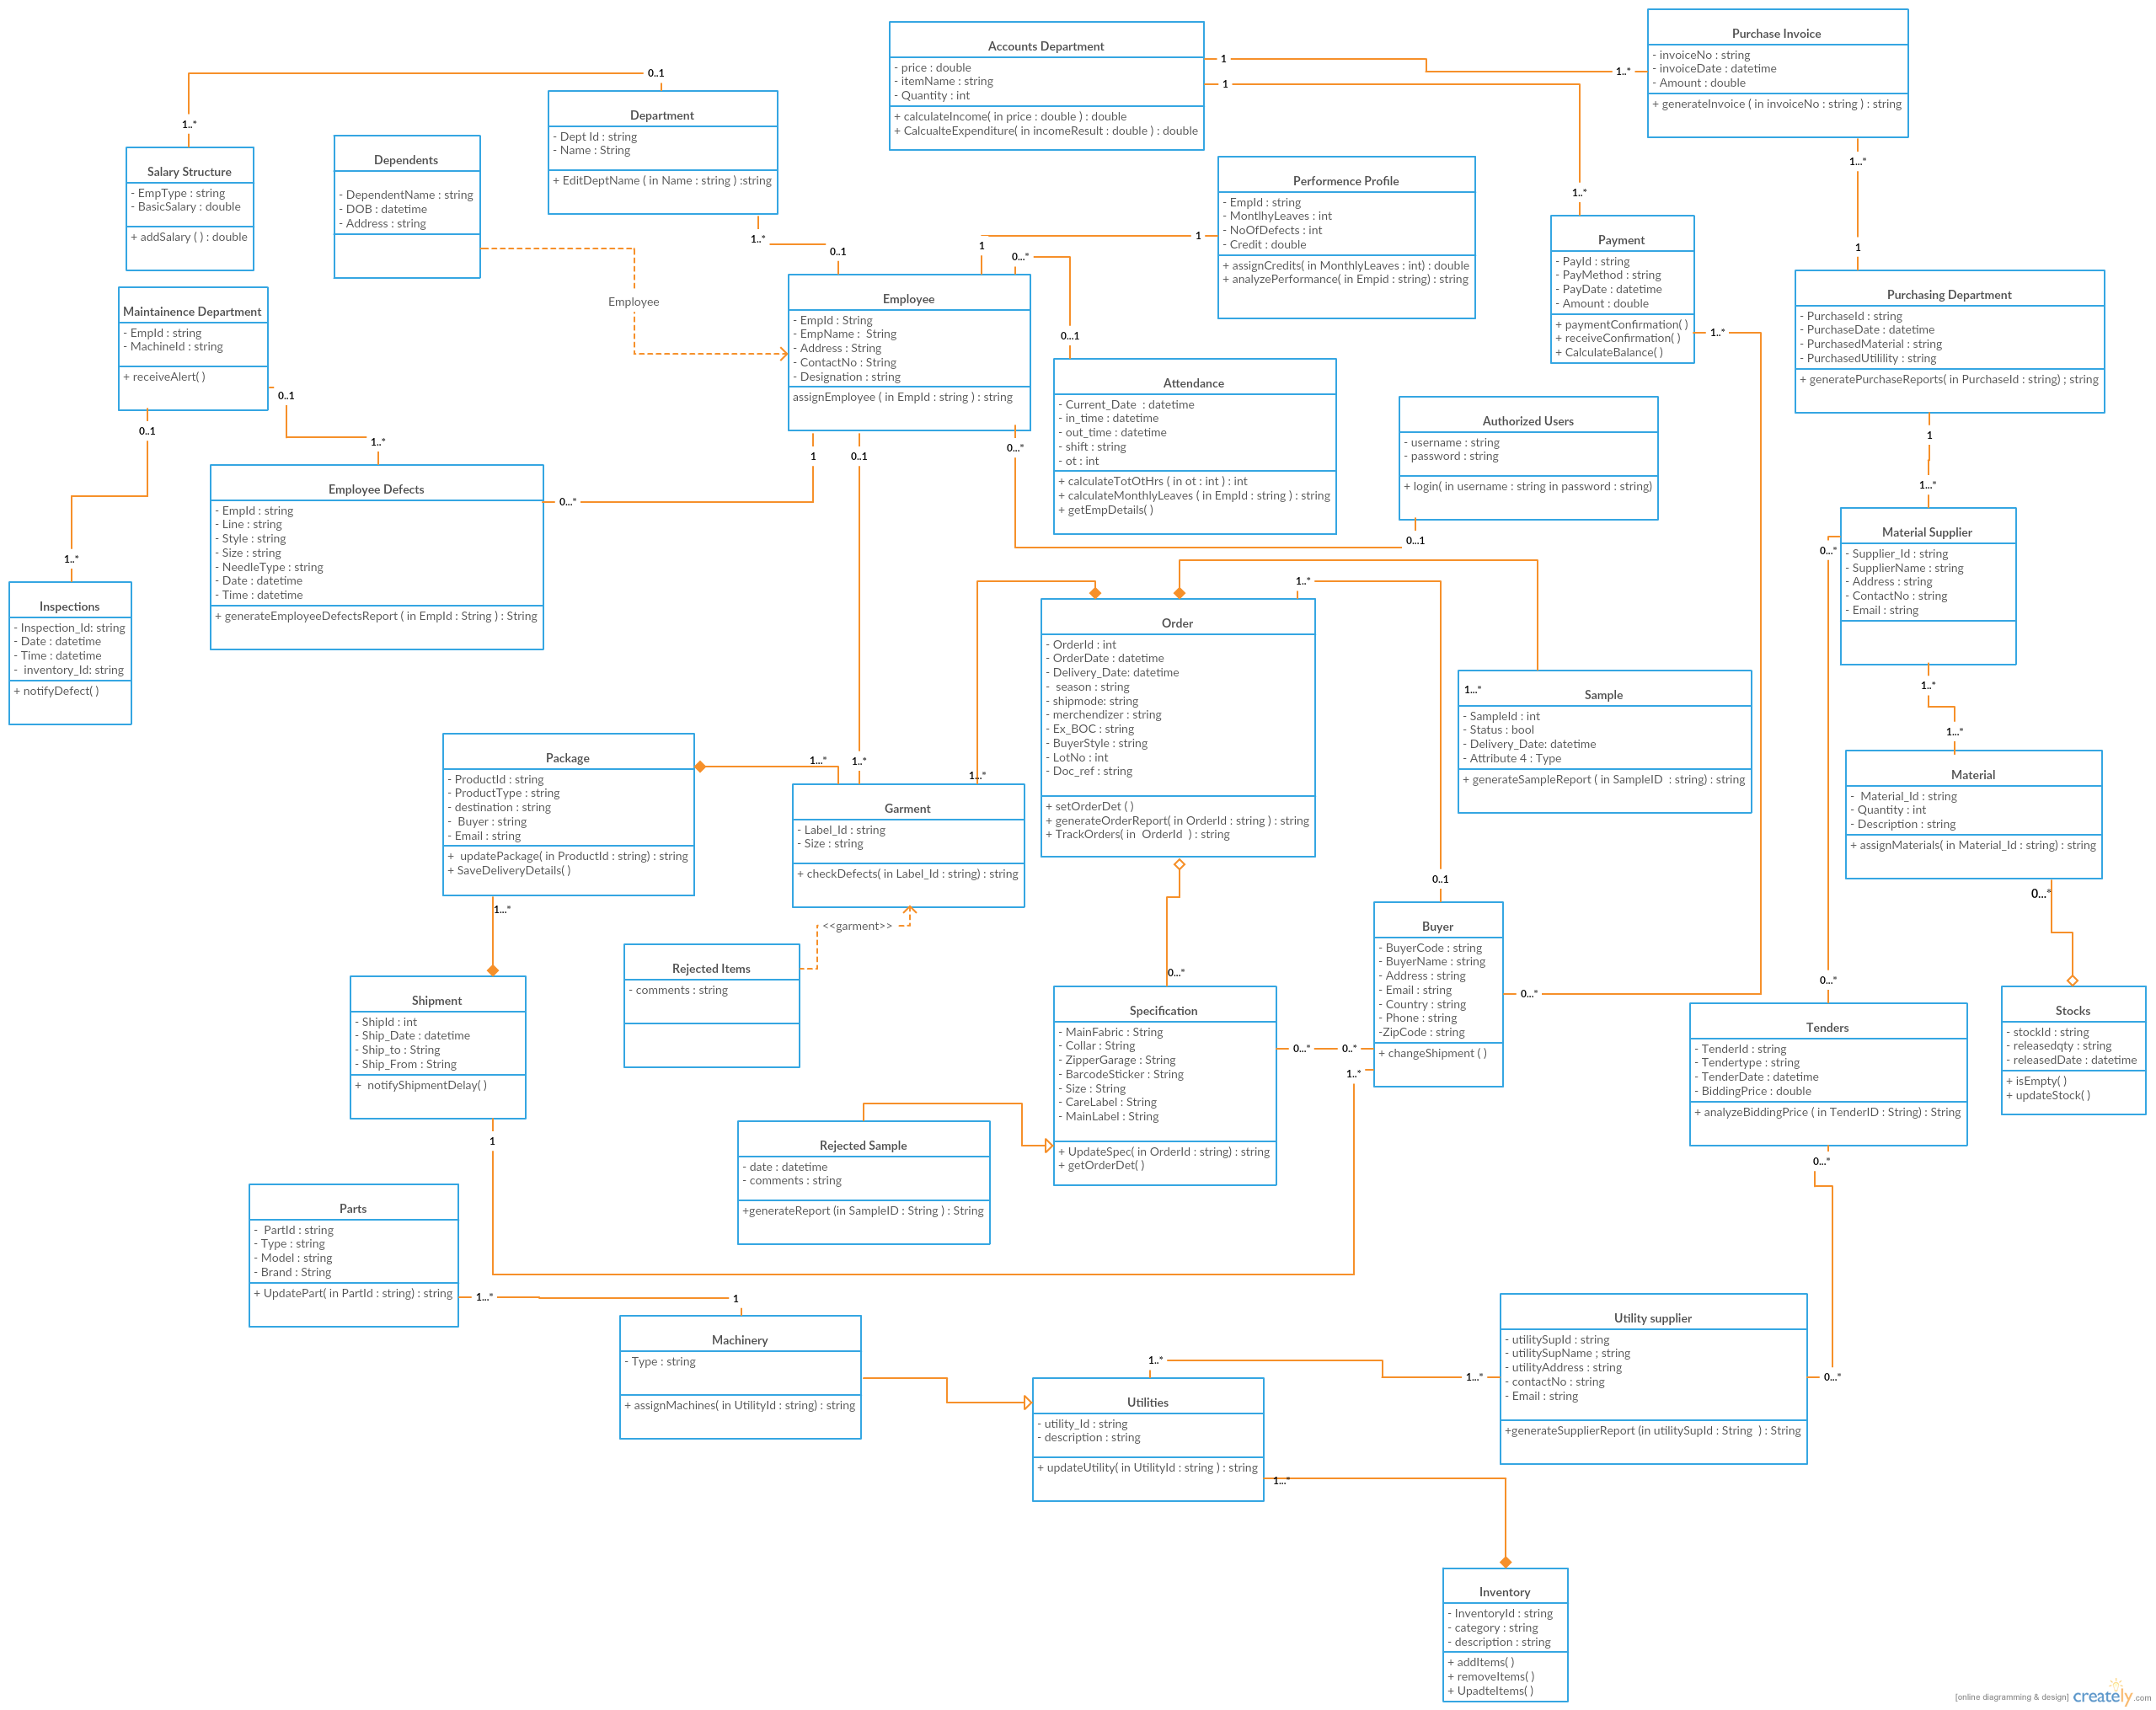 Accounts Department
- price : double
- itemName : string
- Quantity : int
+ calculateIncome( in price : double ) : double
+ CalcualteExpenditure( in incomeResult : double ) : double
1
1
1..*
1..*
Purchase Invoice
- invoiceNo : string
- invoiceDate : datetime
- Amount : double
+ generateInvoice ( in invoiceNo : string ) : string
1...*
1
0..1
1..*
Department
- Dept Id : string
- Name : String
+ EditDeptName ( in Name : string ) :string
1..*
0..1
Salary Structure
- EmpType : string
- BasicSalary : double
+ addSalary ( ) : double
Dependents
- DependentName : string
- DOB : datetime
- Address : string
Employee
Performence Profile
- EmpId : string
- MontlhyLeaves : int
- NoOfDefects : int
- Credit : double
+ assignCredits( in MonthlyLeaves : int) : double
+ analyzePerformance( in Empid : string) : string
1
1
0...*
0...1
Payment
- PayId : string
- PayMethod : string
- PayDate : datetime
- Amount : double
+ paymentConfirmation( )
+ receiveConfirmation( )
+ CalculateBalance( )
1..*
Purchasing Department
- PurchaseId : string
- PurchaseDate : datetime
- PurchasedMaterial : string
- PurchasedUtilility : string
+ generatePurchaseReports( in PurchaseId : string) ; string
1
1...*
Maintainence Department
- EmpId : string
- MachineId : string
+ receiveAlert( )
0..1
0..1
1..*
1..*
Employee
- EmpId : String
- EmpName :  String
- Address : String
- ContactNo : String
- Designation : string
assignEmployee ( in EmpId : string ) : string
1
0..1
0...*
0...*
Attendance
- Current_Date  : datetime
- in_time : datetime
- out_time : datetime
- shift : string
- ot : int
+ calculateTotOtHrs ( in ot : int ) : int
+ calculateMonthlyLeaves ( in EmpId : string ) : string
+ getEmpDetails( )
Authorized Users
- username : string
- password : string
+ login( in username : string in password : string)
0...1
Employee Defects
- EmpId : string
- Line : string
- Style : string
- Size : string
- NeedleType : string
- Date : datetime
- Time : datetime
+ generateEmployeeDefectsReport ( in EmpId : String ) : String
Inspections
- Inspection_Id: string
- Date : datetime
- Time : datetime
-  inventory_Id: string
+ notifyDefect( )
Material Supplier
- Supplier_Id : string
- SupplierName : string
- Address : string
- ContactNo : string
- Email : string
0...*
1..*
1...*
Order
- OrderId : int
- OrderDate : datetime
- Delivery_Date: datetime
-  season : string
- shipmode: string
- merchendizer : string
- Ex_BOC : string
- BuyerStyle : string
- LotNo : int
- Doc_ref : string
+ setOrderDet ( )
+ generateOrderReport( in OrderId : string ) : string
+ TrackOrders( in  OrderId  ) : string
1..*
1...*
Sample
- SampleId : int
- Status : bool
- Delivery_Date: datetime
- Attribute 4 : Type
+ generateSampleReport ( in SampleID  : string) : string
Package
- ProductId : string
- ProductType : string
- destination : string
-  Buyer : string
- Email : string
+  updatePackage( in ProductId : string) : string
+ SaveDeliveryDetails( )
1...*
1..*
1...*
1...*
Garment
- Label_Id : string
- Size : string
+ checkDefects( in Label_Id : string) : string
<<garment>>
Material
-  Material_Id : string
- Quantity : int
- Description : string
+ assignMaterials( in Material_Id : string) : string
0...*
0..1
Buyer
- BuyerCode : string
- BuyerName : string
- Address : string
- Email : string
- Country : string
- Phone : string
-ZipCode : string
+ changeShipment ( )
0...*
0...*
0..*
1..*
Rejected Items
- comments : string
Shipment
- ShipId : int
- Ship_Date : datetime
- Ship_to : String
- Ship_From : String
+  notifyShipmentDelay( )
1
0...*
Specification
- MainFabric : String
- Collar : String
- ZipperGarage : String
- BarcodeSticker : String
- Size : String
- CareLabel : String
- MainLabel : String
+ UpdateSpec( in OrderId : string) : string
+ getOrderDet( )
0...*
Tenders
- TenderId : string
- Tendertype : string
- TenderDate : datetime
- BiddingPrice : double
+ analyzeBiddingPrice ( in TenderID : String) : String
0...*
Stocks
- stockId : string
- releasedqty : string
- releasedDate : datetime
+ isEmpty( )
+ updateStock( )
Rejected Sample
- date : datetime
- comments : string
+generateReport (in SampleID : String ) : String
Parts
-  PartId : string
- Type : string
- Model : string
- Brand : String
+ UpdatePart( in PartId : string) : string
1...*
1
Machinery
- Type : string
+ assignMachines( in UtilityId : string) : string
1..*
1...*
Utilities
- utility_Id : string
- description : string
+ updateUtility( in UtilityId : string ) : string
1...*
Utility supplier
- utilitySupId : string
- utilitySupName ; string
- utilityAddress : string
- contactNo : string
- Email : string
+generateSupplierReport (in utilitySupId : String  ) : String
0...*
Inventory
- InventoryId : string
- category : string
- description : string
+ addItems( )
+ removeItems( )
+ UpadteItems( )
[online diagramming & design] creately.com